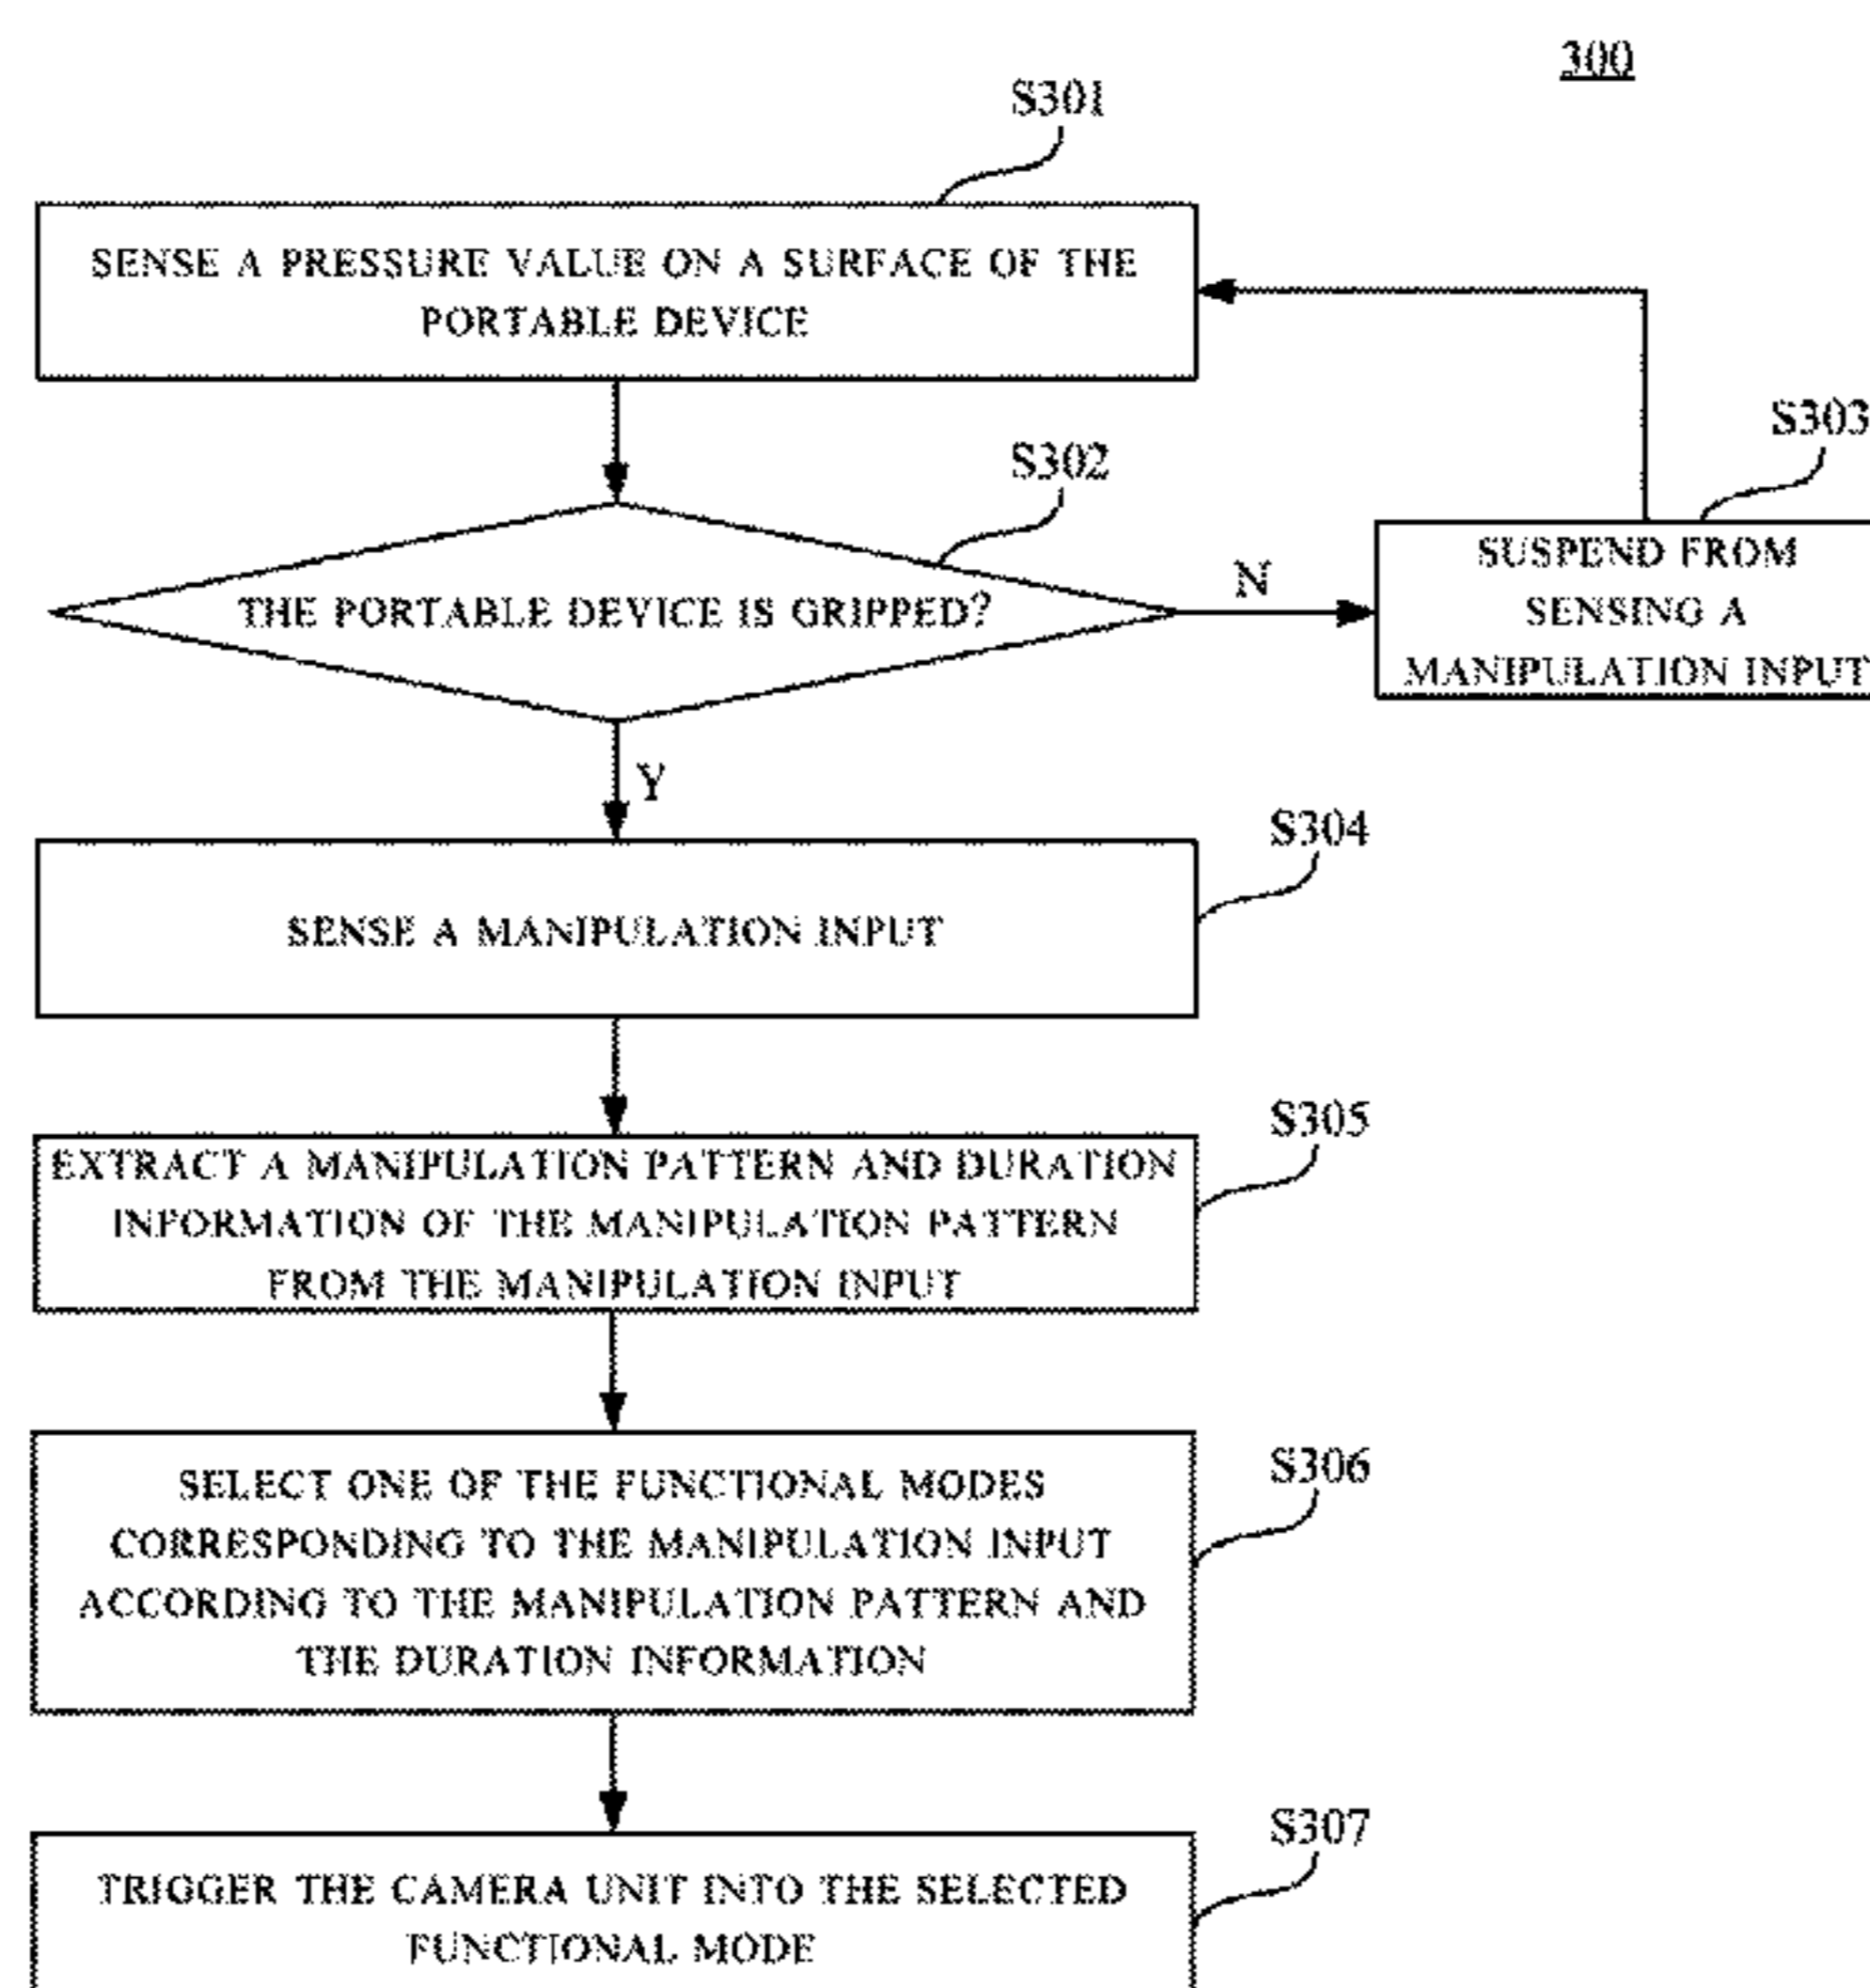 300
S301
SENSE A PRESSURE VALUE ON A SURFACE OF THE
PORTABLE DEVICE
S302
THE PORTABLE DEVICE IS GRIPPED?
N
S303
SUSPEND FROM
SENSING A
MANIPULATION INPUT
Y
S304
SENSE A MANIPULATION INPUT
S305
EXTRACT A MANIPULATION PATTERN AND DURATION
INFORMATION OF THE MANIPULATION PATTERN
FROM THE MANIPULATION INPUT
S306
SELECT ONE OF THE FUNCTIONAL MODES
CORRESPONDING TO THE MANIPULATION INPUT
ACCORDING TO THE MANIPULATION PATTERN AND
THE DURATION INFORMATION
S307
TRIGGER THE CAMERA UNIT INTO THE SELECTED
FUNCTIONAL MODE